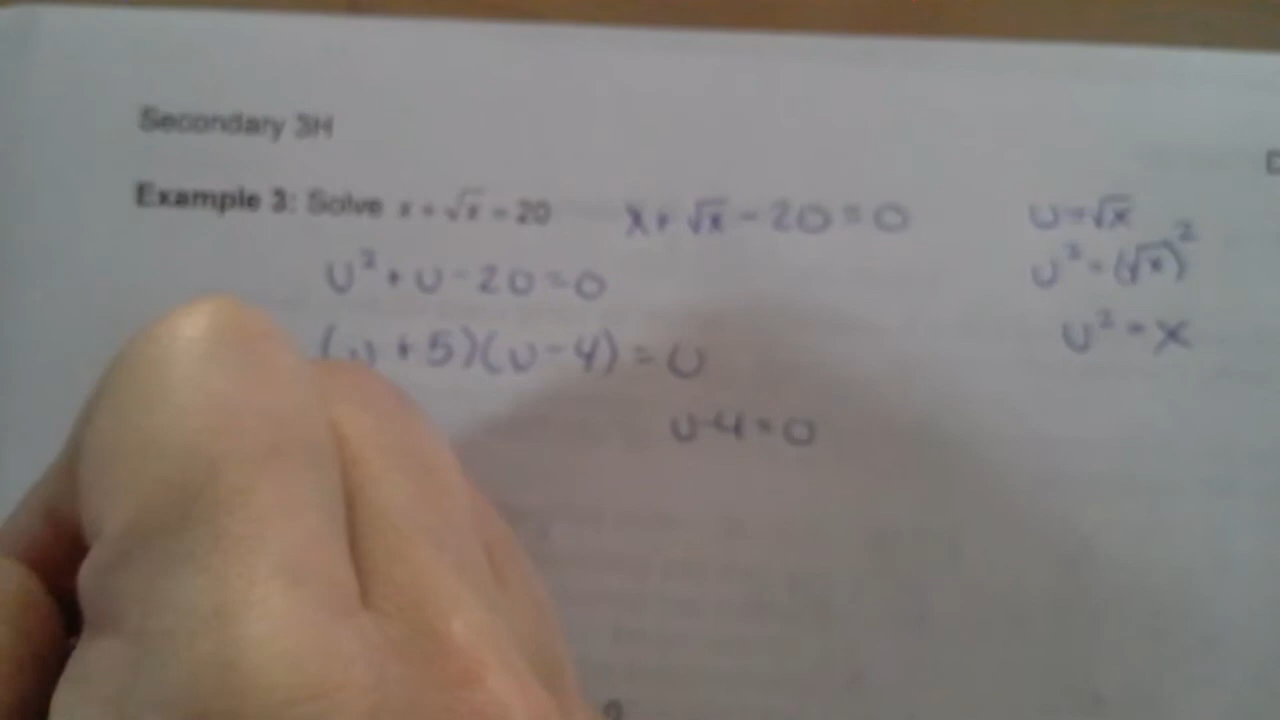 Secondary 3H
Example 3: Solve x + √x = 20 x + √x - 20 = 0 u = √x
u² + u - 20 = 0 u² = (√x)²
(u + 5)(u - 4) = 0 u² = x
u - 4 = 0